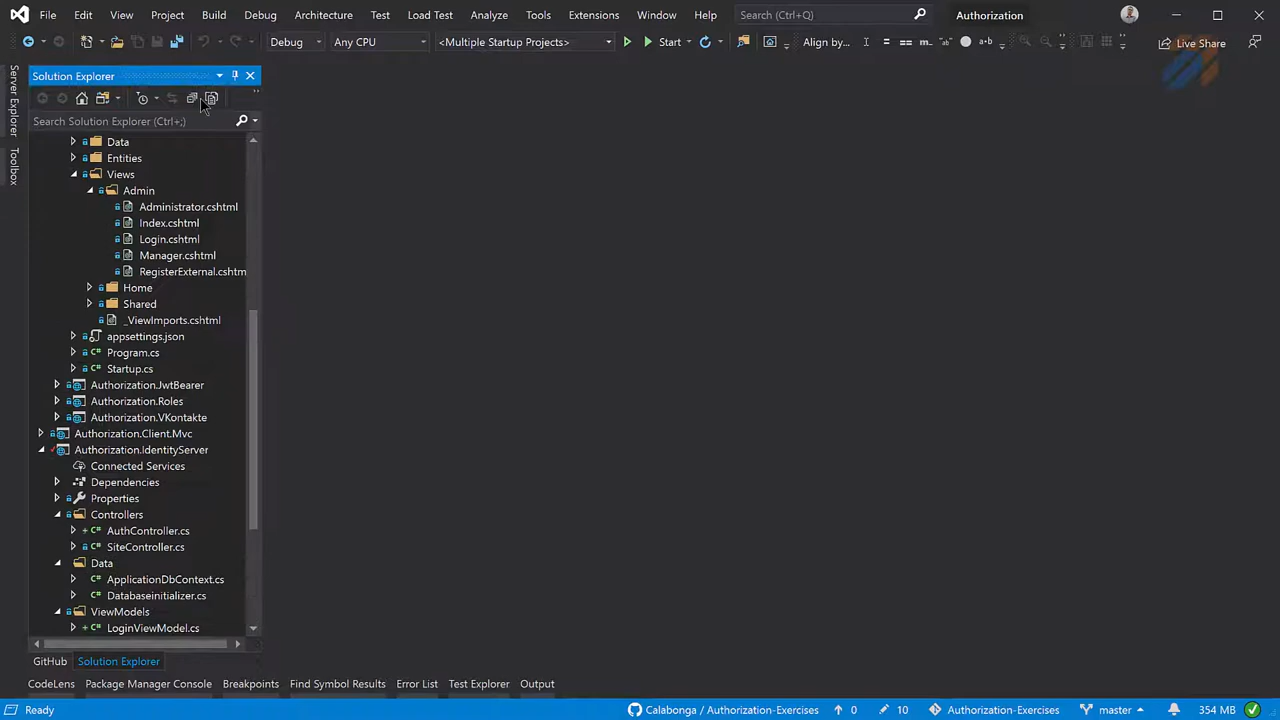 File Edit View Project Build Debug Architecture Test Load Test Analyze Tools Extensions Window Help Search (Ctrl+Q) Authorization
Debug Any CPU <Multiple Startup Projects> Start Align by... Live Share
Server Explorer
Toolbox
Solution Explorer
Search Solution Explorer (Ctrl+;)
Data
Entities
Views
Admin
Administrator.cshtml
Index.cshtml
Login.cshtml
Manager.cshtml
RegisterExternal.cshtm
Home
Shared
_ViewImports.cshtml
appsettings.json
C# Program.cs
C# Startup.cs
Authorization.JwtBearer
Authorization.Roles
Authorization.VKontakte
Authorization.Client.Mvc
Authorization.IdentityServer
Connected Services
Dependencies
Properties
Controllers
C# AuthController.cs
C# SiteController.cs
Data
C# ApplicationDbContext.cs
C# Databaseinitializer.cs
ViewModels
C# LoginViewModel.cs
GitHub Solution Explorer
CodeLens Package Manager Console Breakpoints Find Symbol Results Error List Test Explorer Output
Ready Calabonga / Authorization-Exercises 0 10 Authorization-Exercises master 354 MB